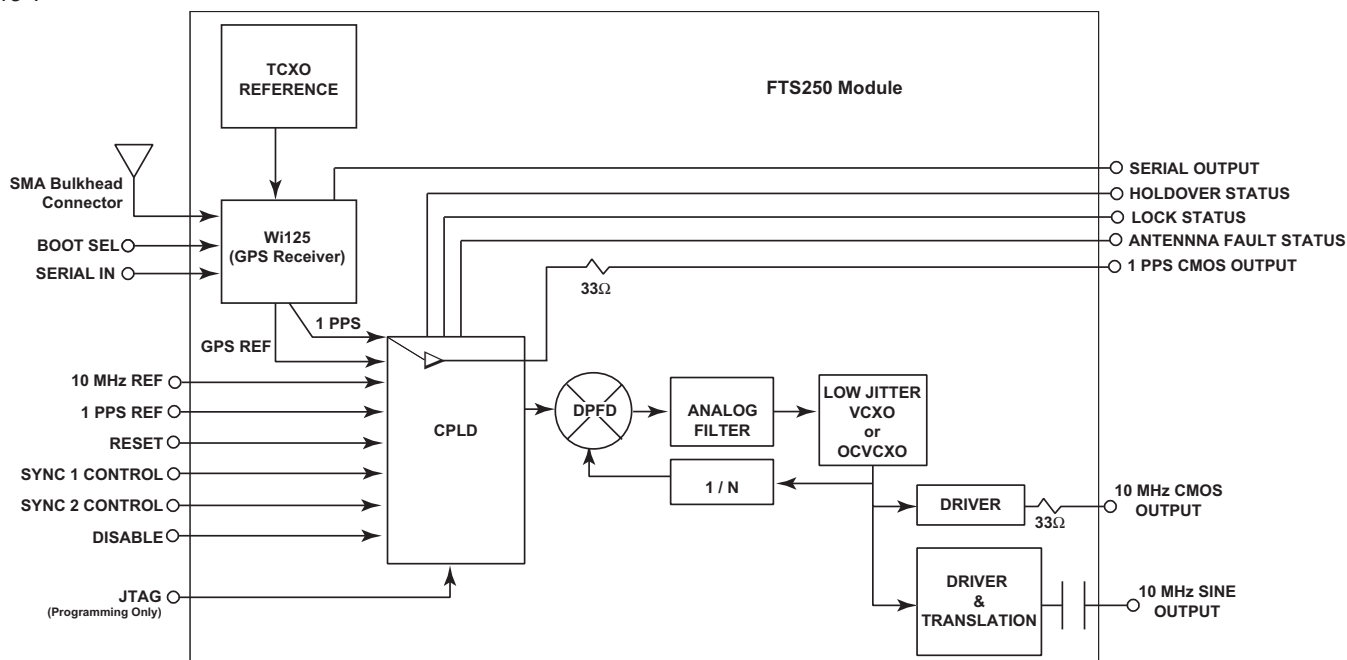 TCXO
REFERENCE
FTS250 Module
SMA Bulkhead
Connector
BOOT SEL
SERIAL IN
Wi125
(GPS Receiver)
SERIAL OUTPUT
HOLDOVER STATUS
LOCK STATUS
ANTENNNA FAULT STATUS
1 PPS CMOS OUTPUT
33Ω
1 PPS
GPS REF
10 MHz REF
1 PPS REF
RESET
SYNC 1 CONTROL
SYNC 2 CONTROL
DISABLE
JTAG
(Programming Only)
CPLD
DPFD
ANALOG
FILTER
LOW JITTER
VCXO
or
OCVCXO
1 / N
DRIVER
33Ω
10 MHz CMOS
OUTPUT
DRIVER
&
TRANSLATION
10 MHz SINE
OUTPUT